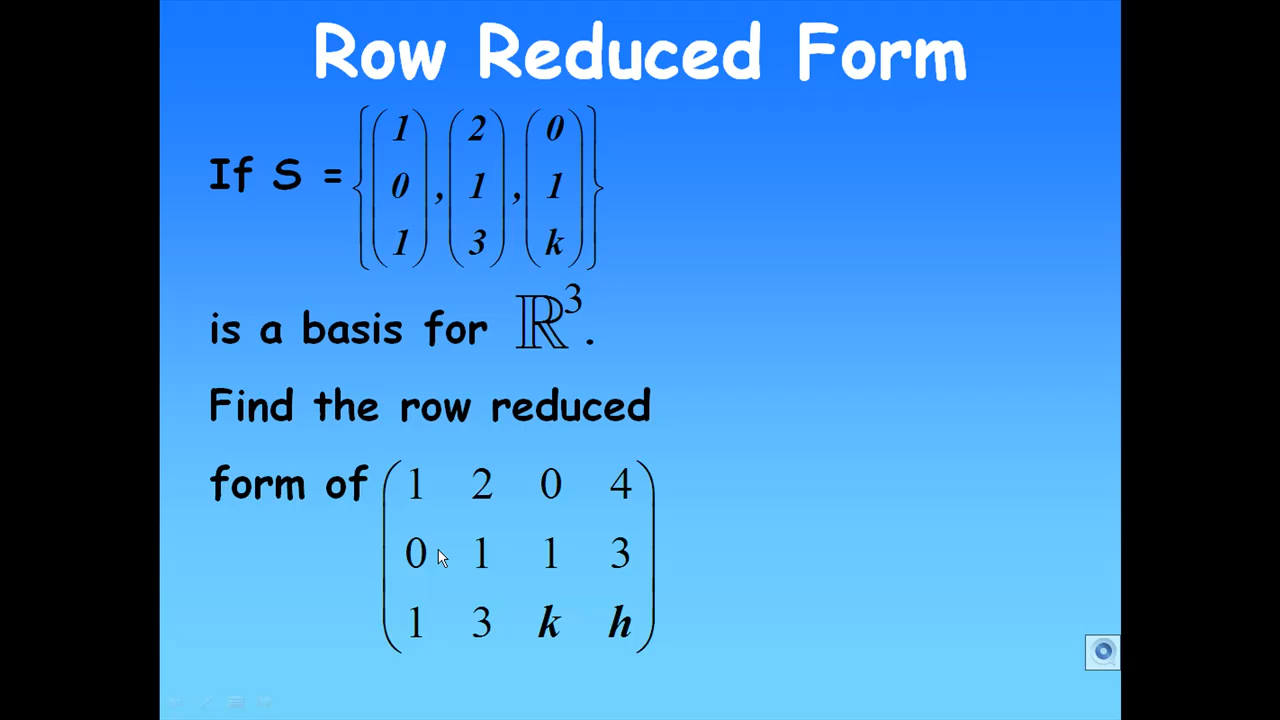 Row Reduced Form
If S = {(1 0 1), (2 1 3), (0 1 k)}
is a basis for ℝ³.
Find the row reduced
form of (1 2 0 4
0 1 1 3
1 3 k h)